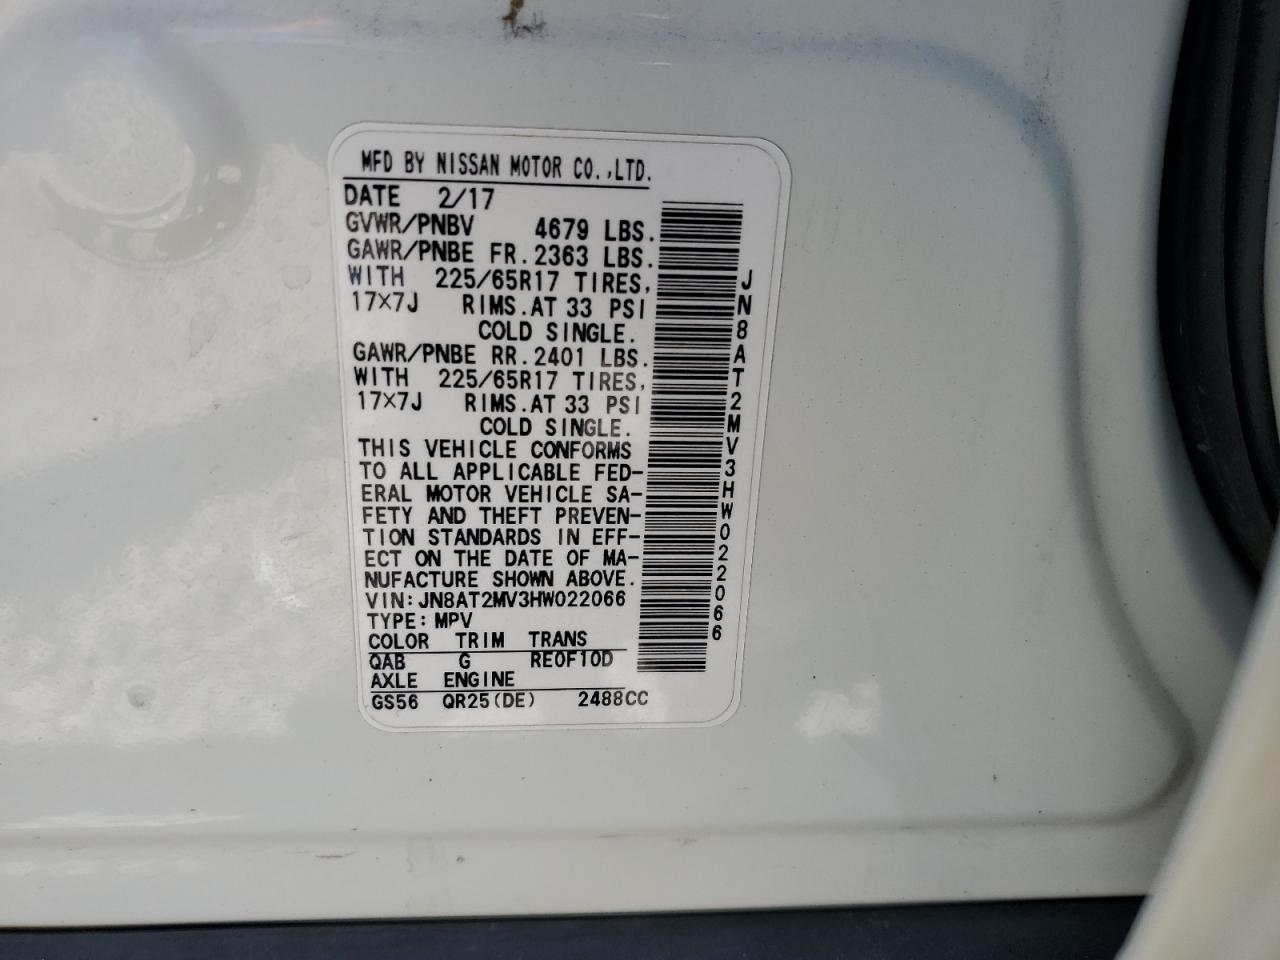 MFD BY NISSAN MOTOR CO.,LTD.
DATE 2/17
GVWR/PNBV 4679 LBS.
GAWR/PNBE FR.2363 LBS.
WITH 225/65R17 TIRES,
17×7J RIMS.AT 33 PSI
COLD SINGLE.
GAWR/PNBE RR.2401 LBS.
WITH 225/65R17 TIRES,
17×7J RIMS.AT 33 PSI
COLD SINGLE.
THIS VEHICLE CONFORMS
TO ALL APPLICABLE FED-
ERAL MOTOR VEHICLE SA-
FETY AND THEFT PREVEN-
TION STANDARDS IN EFF-
ECT ON THE DATE OF MA-
NUFACTURE SHOWN ABOVE.
VIN:JN8AT2MV3HW022066
TYPE:MPV
COLOR TRIM TRANS
QAB G RE0F10D
AXLE ENGINE
GS56 QR25(DE) 2488CC
JN8AT2MV3HW022066